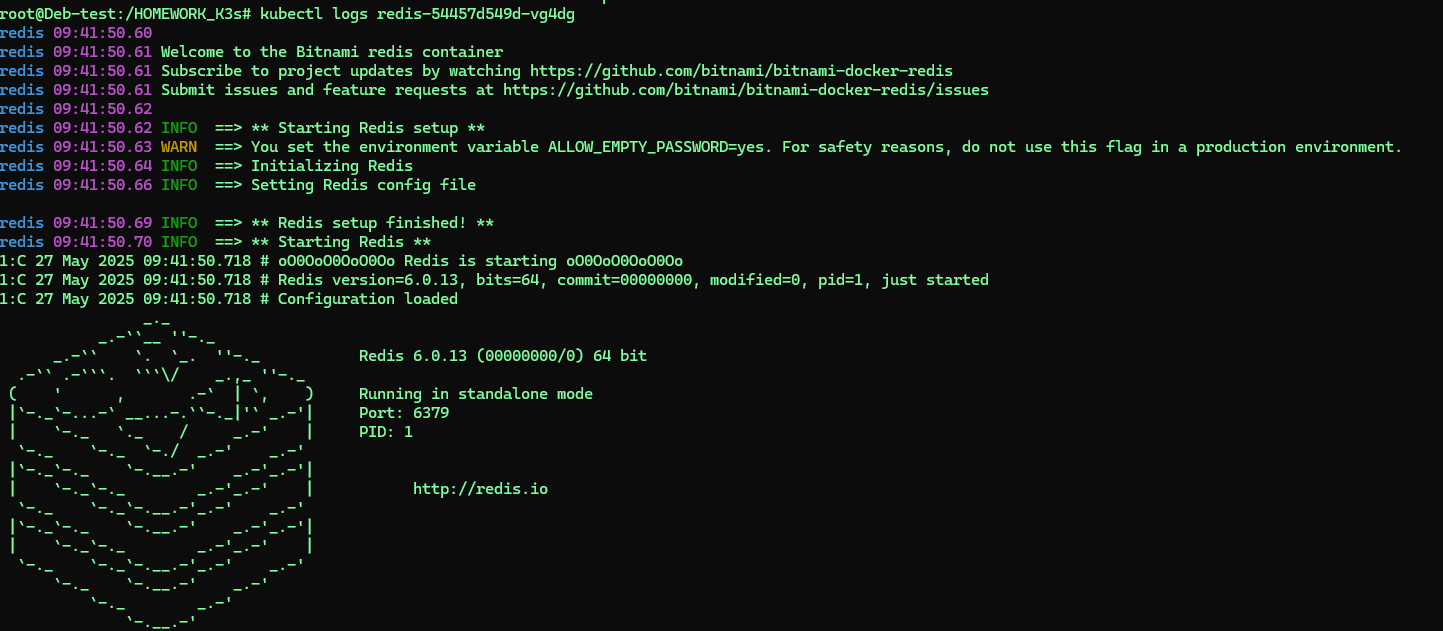 root@Deb-test:/HOMEWORK_K3s# kubectl logs redis-54457d549d-vg4dg
redis 09:41:50.60
redis 09:41:50.61 Welcome to the Bitnami redis container
redis 09:41:50.61 Subscribe to project updates by watching https://github.com/bitnami/bitnami-docker-redis
redis 09:41:50.61 Submit issues and feature requests at https://github.com/bitnami/bitnami-docker-redis/issues
redis 09:41:50.62
redis 09:41:50.62 INFO  ==> ** Starting Redis setup **
redis 09:41:50.63 WARN  ==> You set the environment variable ALLOW_EMPTY_PASSWORD=yes. For safety reasons, do not use this flag in a production environment.
redis 09:41:50.64 INFO  ==> Initializing Redis
redis 09:41:50.66 INFO  ==> Setting Redis config file
redis 09:41:50.69 INFO  ==> ** Redis setup finished! **
redis 09:41:50.70 INFO  ==> ** Starting Redis **
1:C 27 May 2025 09:41:50.718 # oO0OoO0OoO0Oo Redis is starting oO0OoO0OoO0Oo
1:C 27 May 2025 09:41:50.718 # Redis version=6.0.13, bits=64, commit=00000000, modified=0, pid=1, just started
1:C 27 May 2025 09:41:50.718 # Configuration loaded
Redis 6.0.13 (00000000/0) 64 bit
Running in standalone mode
Port: 6379
PID: 1
http://redis.io